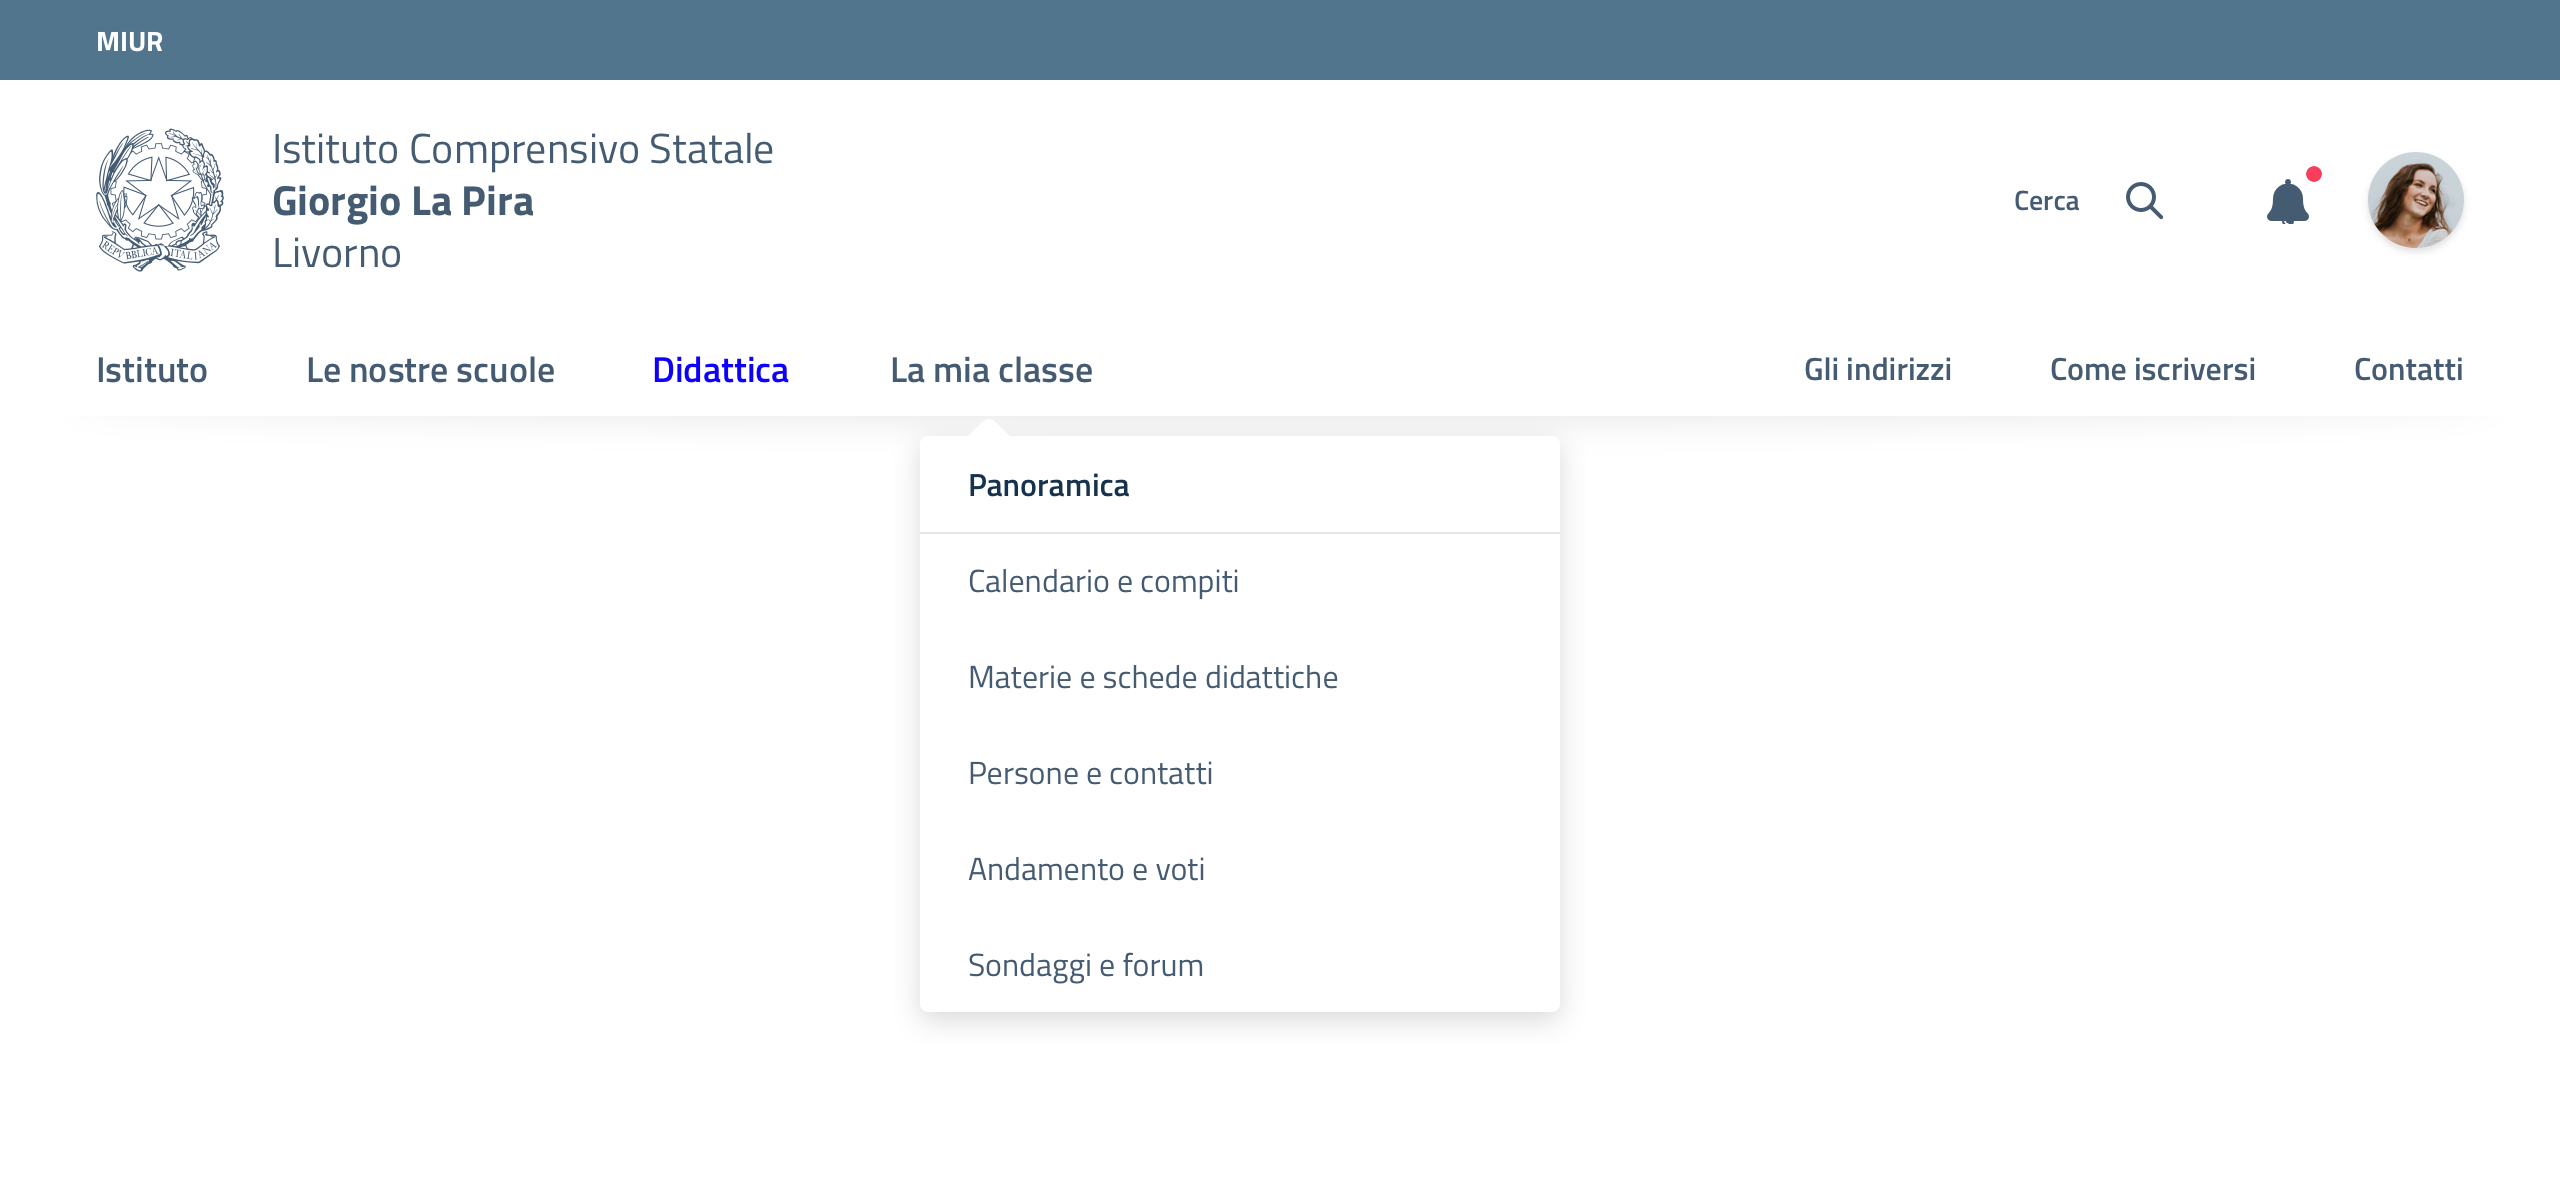 MIUR
Istituto Comprensivo Statale
Giorgio La Pira
Livorno
REPVBBLICA ITALIANA
Cerca
Istituto
Le nostre scuole
Didattica
La mia classe
Gli indirizzi
Come iscriversi
Contatti
Panoramica
Calendario e compiti
Materie e schede didattiche
Persone e contatti
Andamento e voti
Sondaggi e forum